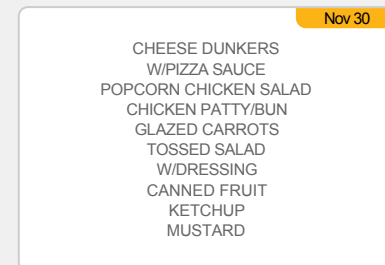 Nov 30
CHEESE DUNKERS
W/PIZZA SAUCE
POPCORN CHICKEN SALAD
CHICKEN PATTY/BUN
GLAZED CARROTS
TOSSED SALAD
W/DRESSING
CANNED FRUIT
KETCHUP
MUSTARD